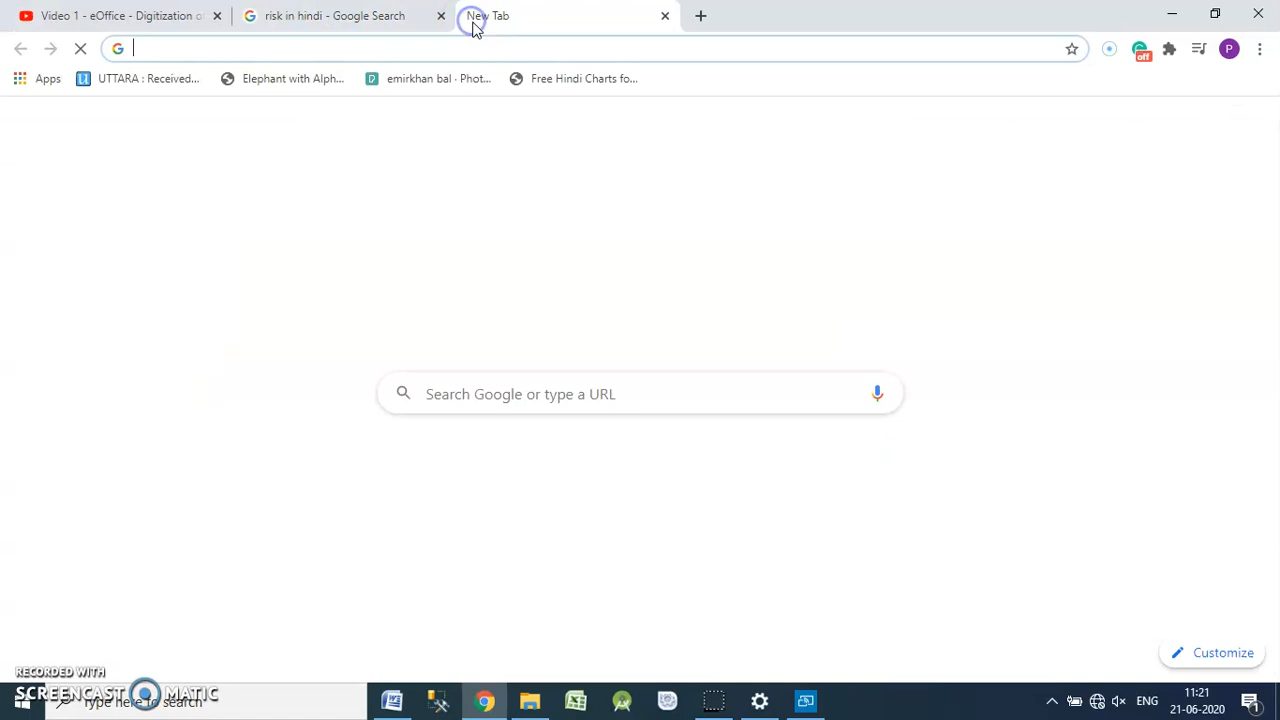 Video 1 - eOffice - Digitization o
risk in hindi - Google Search
New Tab
off
P
Apps
UTTARA : Received...
Elephant with Alph...
emirkhan bal · Phot...
Free Hindi Charts fo...
Search Google or type a URL
Customize
RECORDED WITH
SCREENCAST MATIC
Type here to search
ENG
11:21
21-06-2020
1